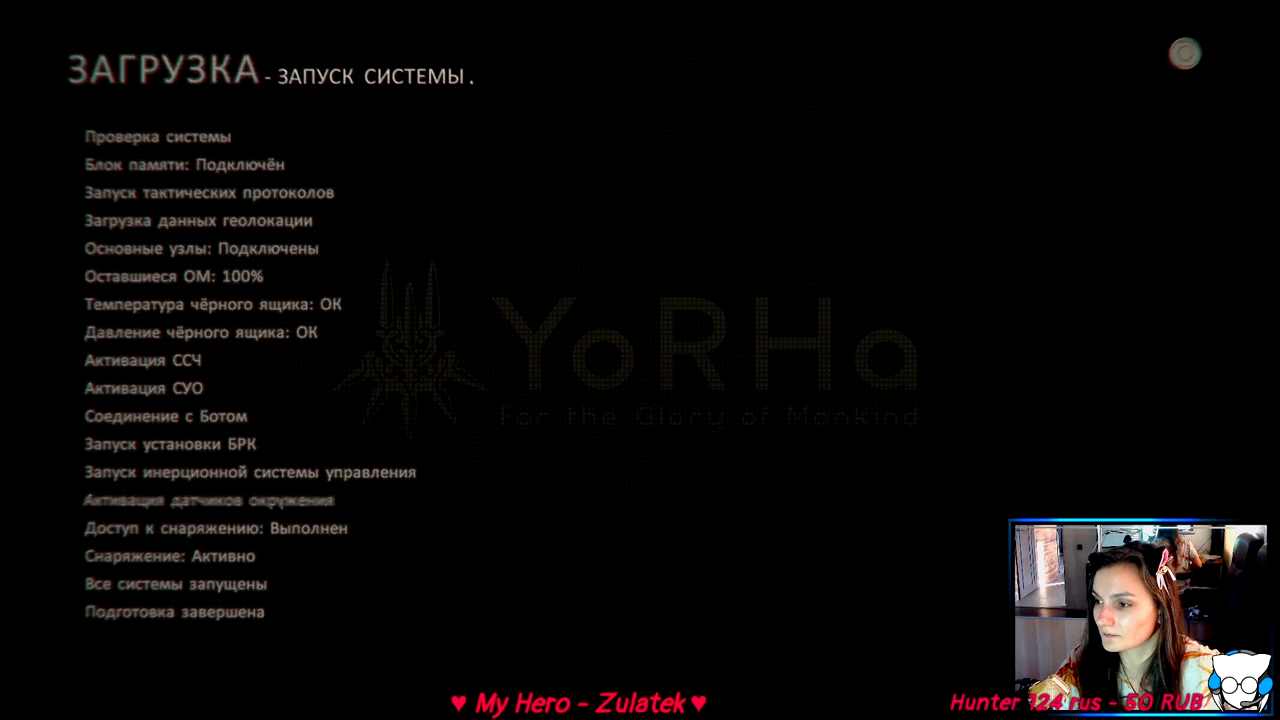 ЗАГРУЗКА - ЗАПУСК СИСТЕМЫ .
Проверка системы
Блок памяти: Подключён
Запуск тактических протоколов
Загрузка данных геолокации
Основные узлы: Подключены
Оставшиеся ОМ: 100%
Температура чёрного ящика: ОК
Давление чёрного ящика: ОК
Активация ССЧ
Активация СУО
Соединение с Ботом
Запуск установки БРК
Запуск инерционной системы управления
Активация датчиков окружения
Доступ к снаряжению: Выполнен
Снаряжение: Активно
Все системы запущены
Подготовка завершена
YoRHa
For the Glory of Mankind
♥ My Hero - Zulatek ♥
Hunter 124 rus - 50 RUB